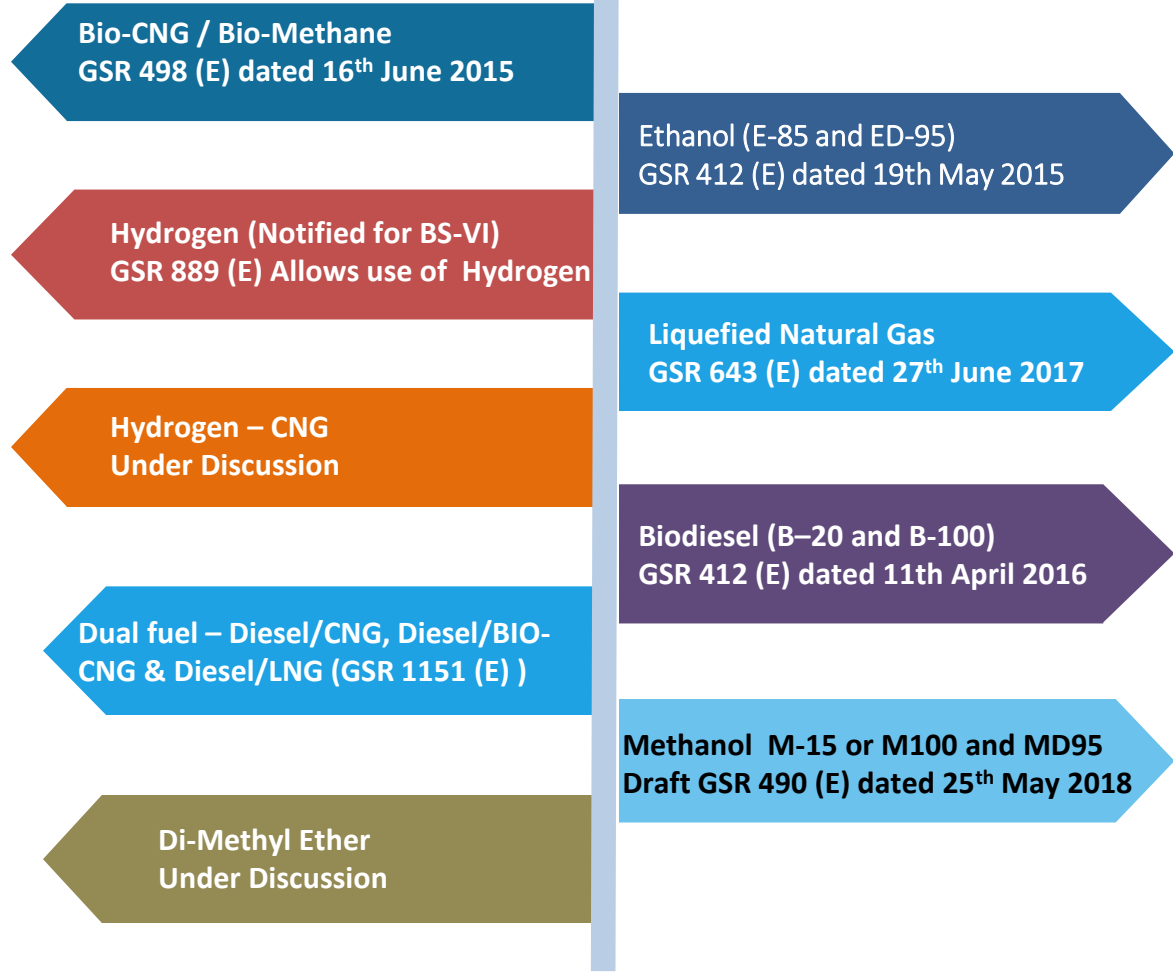 Bio-CNG / Bio-Methane
GSR 498 (E) dated 16th June 2015
Ethanol (E-85 and ED-95)
GSR 412 (E) dated 19th May 2015
Hydrogen (Notified for BS-VI)
GSR 889 (E) Allows use of  Hydrogen
Liquefied Natural Gas
GSR 643 (E) dated 27th June 2017
Hydrogen – CNG
Under Discussion
Biodiesel (B–20 and B-100)
GSR 412 (E) dated 11th April 2016
Dual fuel – Diesel/CNG, Diesel/BIO-
CNG & Diesel/LNG (GSR 1151 (E) )
Methanol  M-15 or M100 and MD95
Draft GSR 490 (E) dated 25th May 2018
Di-Methyl Ether
Under Discussion